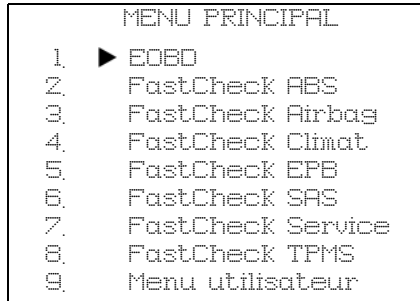 MENU PRINCIPAL
1. ▶ EOBD
2. FastCheck ABS
3. FastCheck Airbag
4. FastCheck Climat
5. FastCheck EPB
6. FastCheck SAS
7. FastCheck Service
8. FastCheck TPMS
9. Menu utilisateur